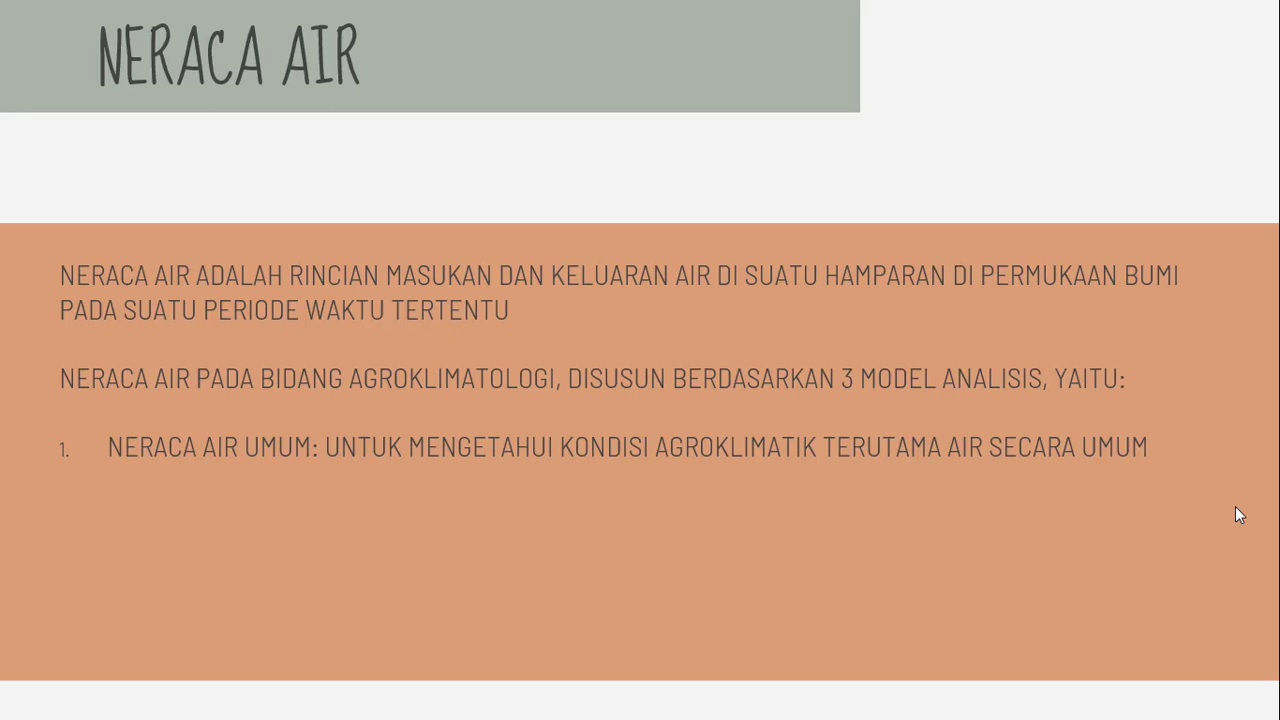 NERACA AIR
NERACA AIR ADALAH RINCIAN MASUKAN DAN KELUARAN AIR DI SUATU HAMPARAN DI PERMUKAAN BUMI
PADA SUATU PERIODE WAKTU TERTENTU
NERACA AIR PADA BIDANG AGROKLIMATOLOGI, DISUSUN BERDASARKAN 3 MODEL ANALISIS, YAITU:
1. NERACA AIR UMUM: UNTUK MENGETAHUI KONDISI AGROKLIMATIK TERUTAMA AIR SECARA UMUM